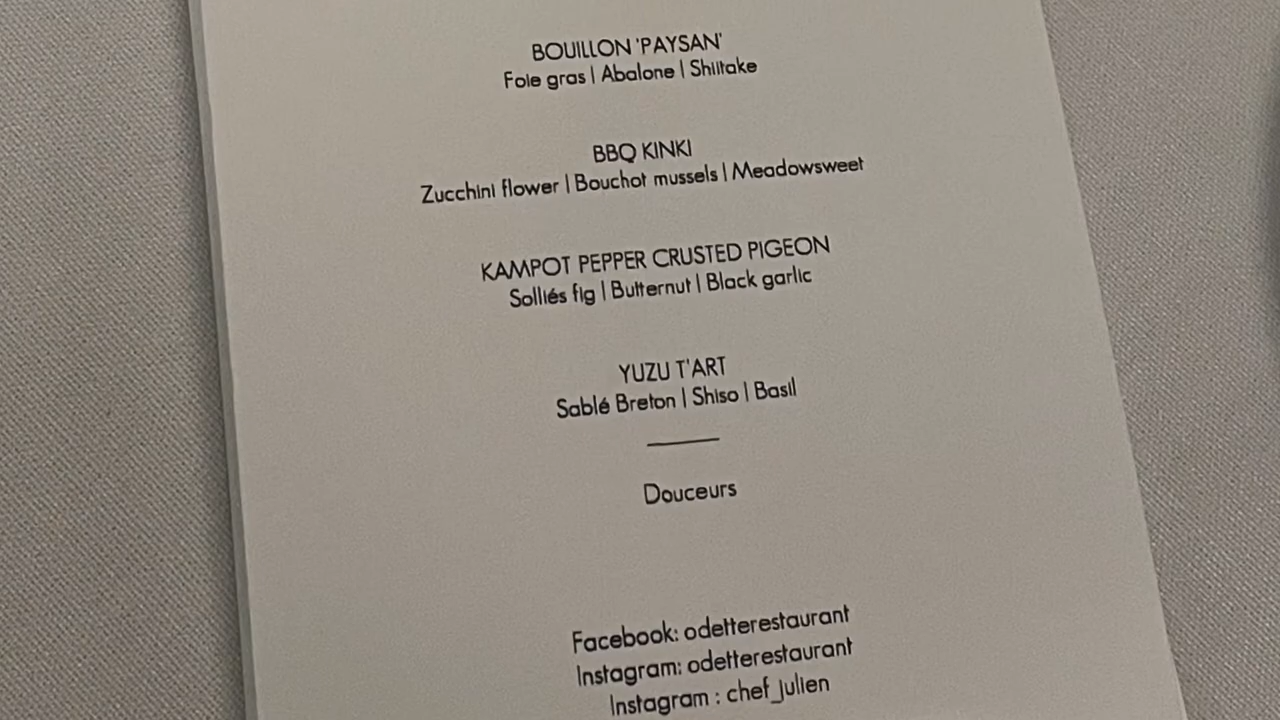 BOUILLON 'PAYSAN'
Foie gras | Abalone | Shiitake
BBQ KINKI
Zucchini flower | Bouchot mussels | Meadowsweet
KAMPOT PEPPER CRUSTED PIGEON
Solliés fig | Butternut | Black garlic
YUZU T'ART
Sablé Breton | Shiso | Basil
Douceurs
Facebook: odetterestaurant
Instagram: odetterestaurant
Instagram : chef_julien